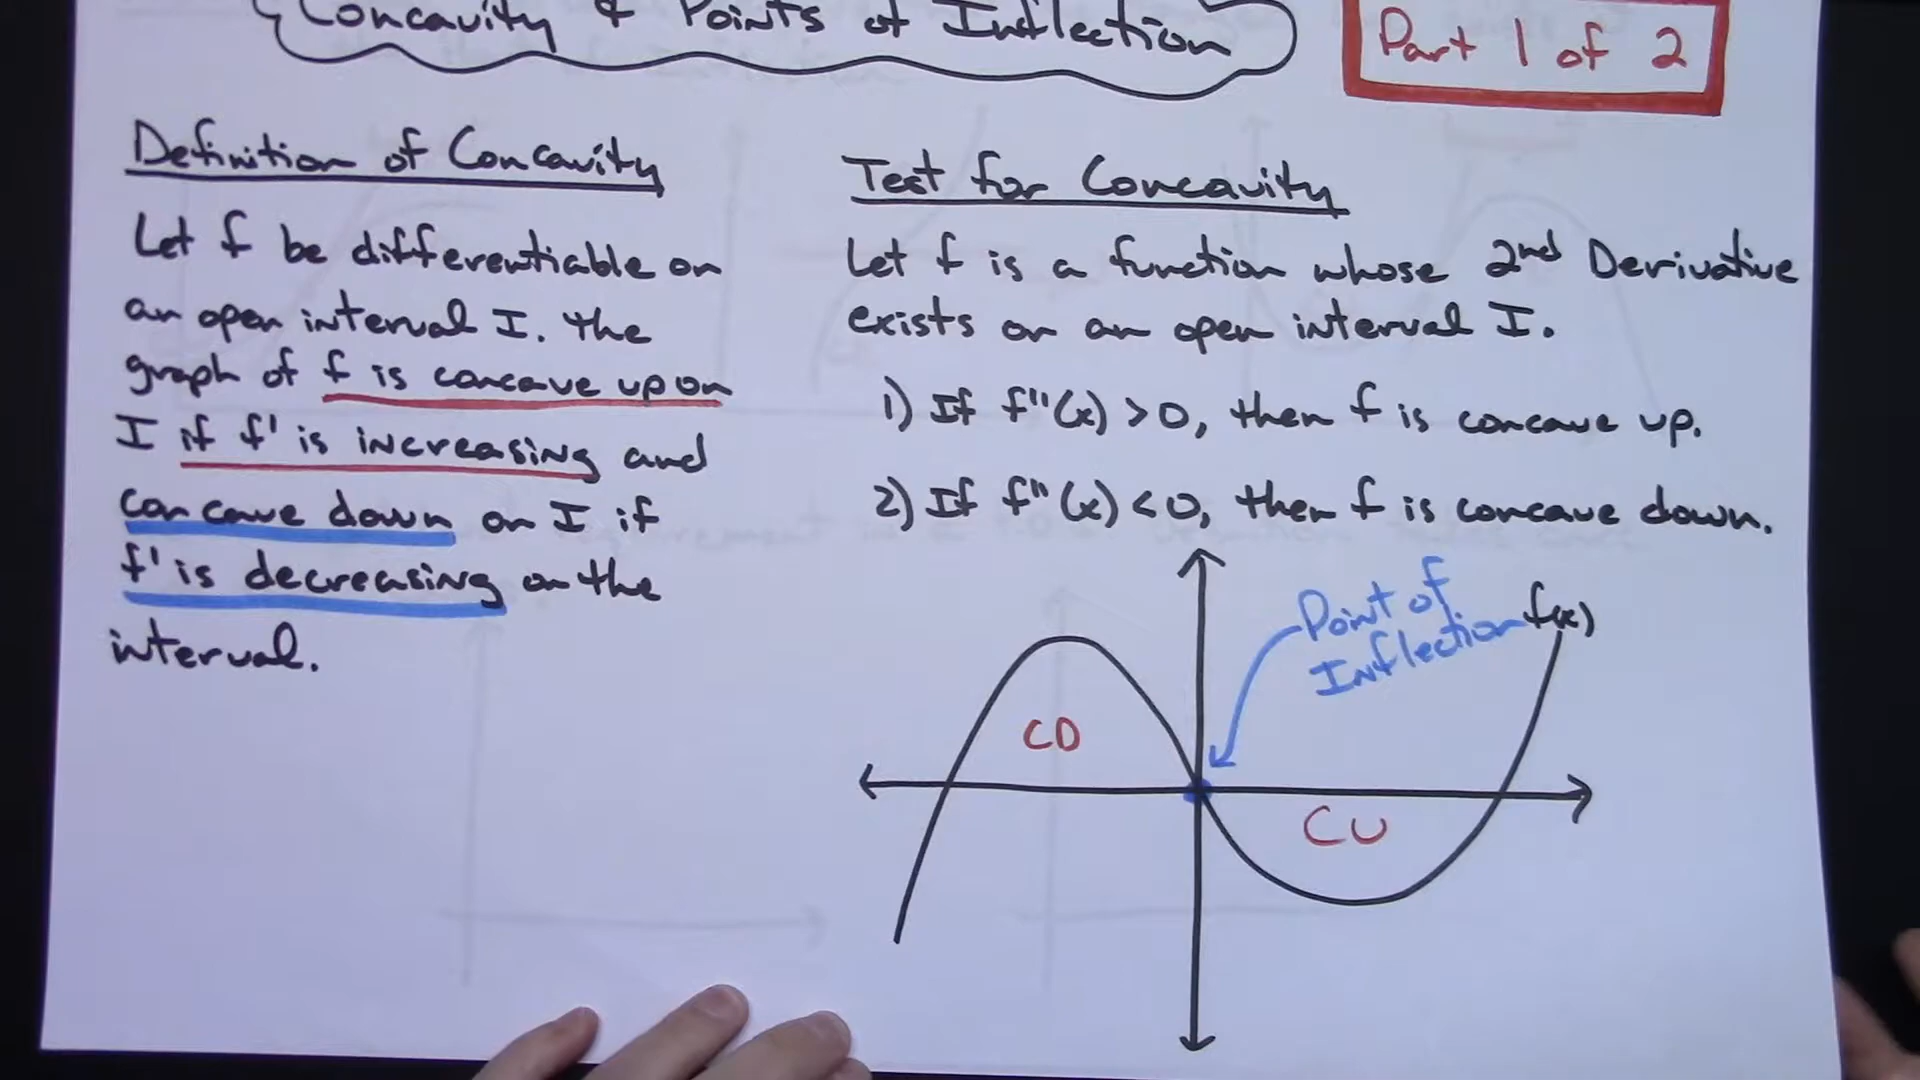 Concavity & Points of Inflection
Part 1 of 2
Definition of Concavity
Let f be differentiable on
an open interval I. The
graph of f is concave up on
I if f' is increasing and
concave down on I if
f' is decreasing on the
interval.
Test for Concavity
Let f is a function whose 2nd Derivative
exists on an open interval I.
1) If f"(x) > 0, then f is concave up.
2) If f"(x) < 0, then f is concave down.
Point of
Inflection
f(x)
CD
CU